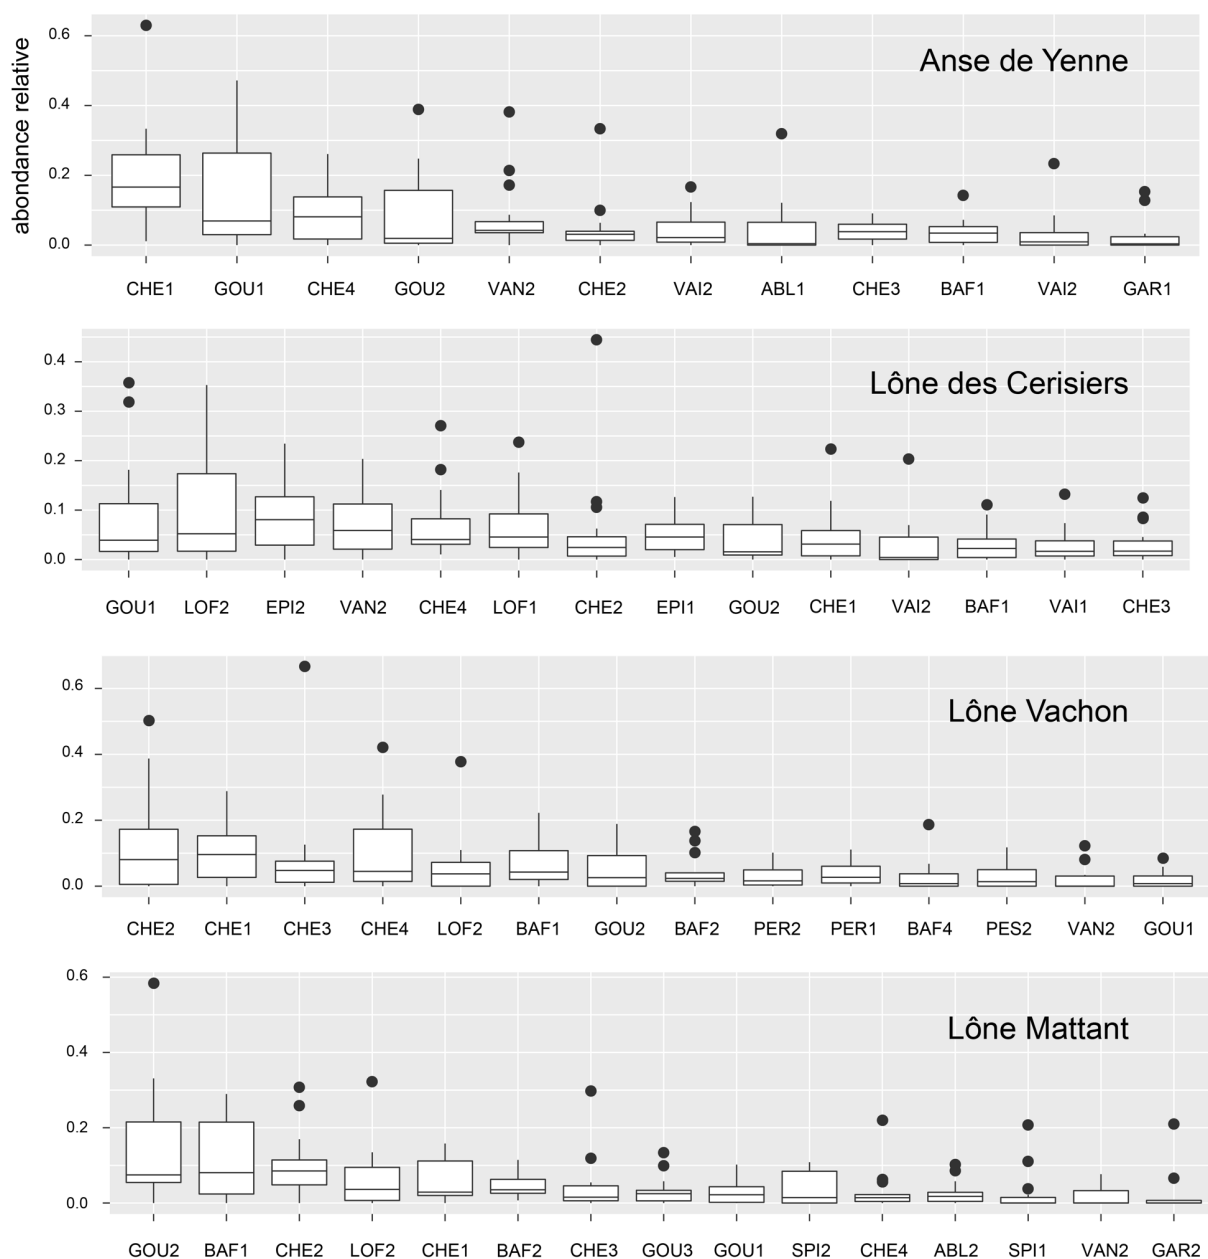 abondance relative
Anse de Yenne
0.6
0.4
0.2
0.0
CHE1 GOU1 CHE4 GOU2 VAN2 CHE2 VAI2 ABL1 CHE3 BAF1 VAI2 GAR1
Lône des Cerisiers
0.4
0.3
0.2
0.1
0.0
GOU1 LOF2 EPI2 VAN2 CHE4 LOF1 CHE2 EPI1 GOU2 CHE1 VAI2 BAF1 VAI1 CHE3
Lône Vachon
0.6
0.4
0.2
0.0
CHE2 CHE1 CHE3 CHE4 LOF2 BAF1 GOU2 BAF2 PER2 PER1 BAF4 PES2 VAN2 GOU1
Lône Mattant
0.6
0.4
0.2
0.0
GOU2 BAF1 CHE2 LOF2 CHE1 BAF2 CHE3 GOU3 GOU1 SPI2 CHE4 ABL2 SPI1 VAN2 GAR2